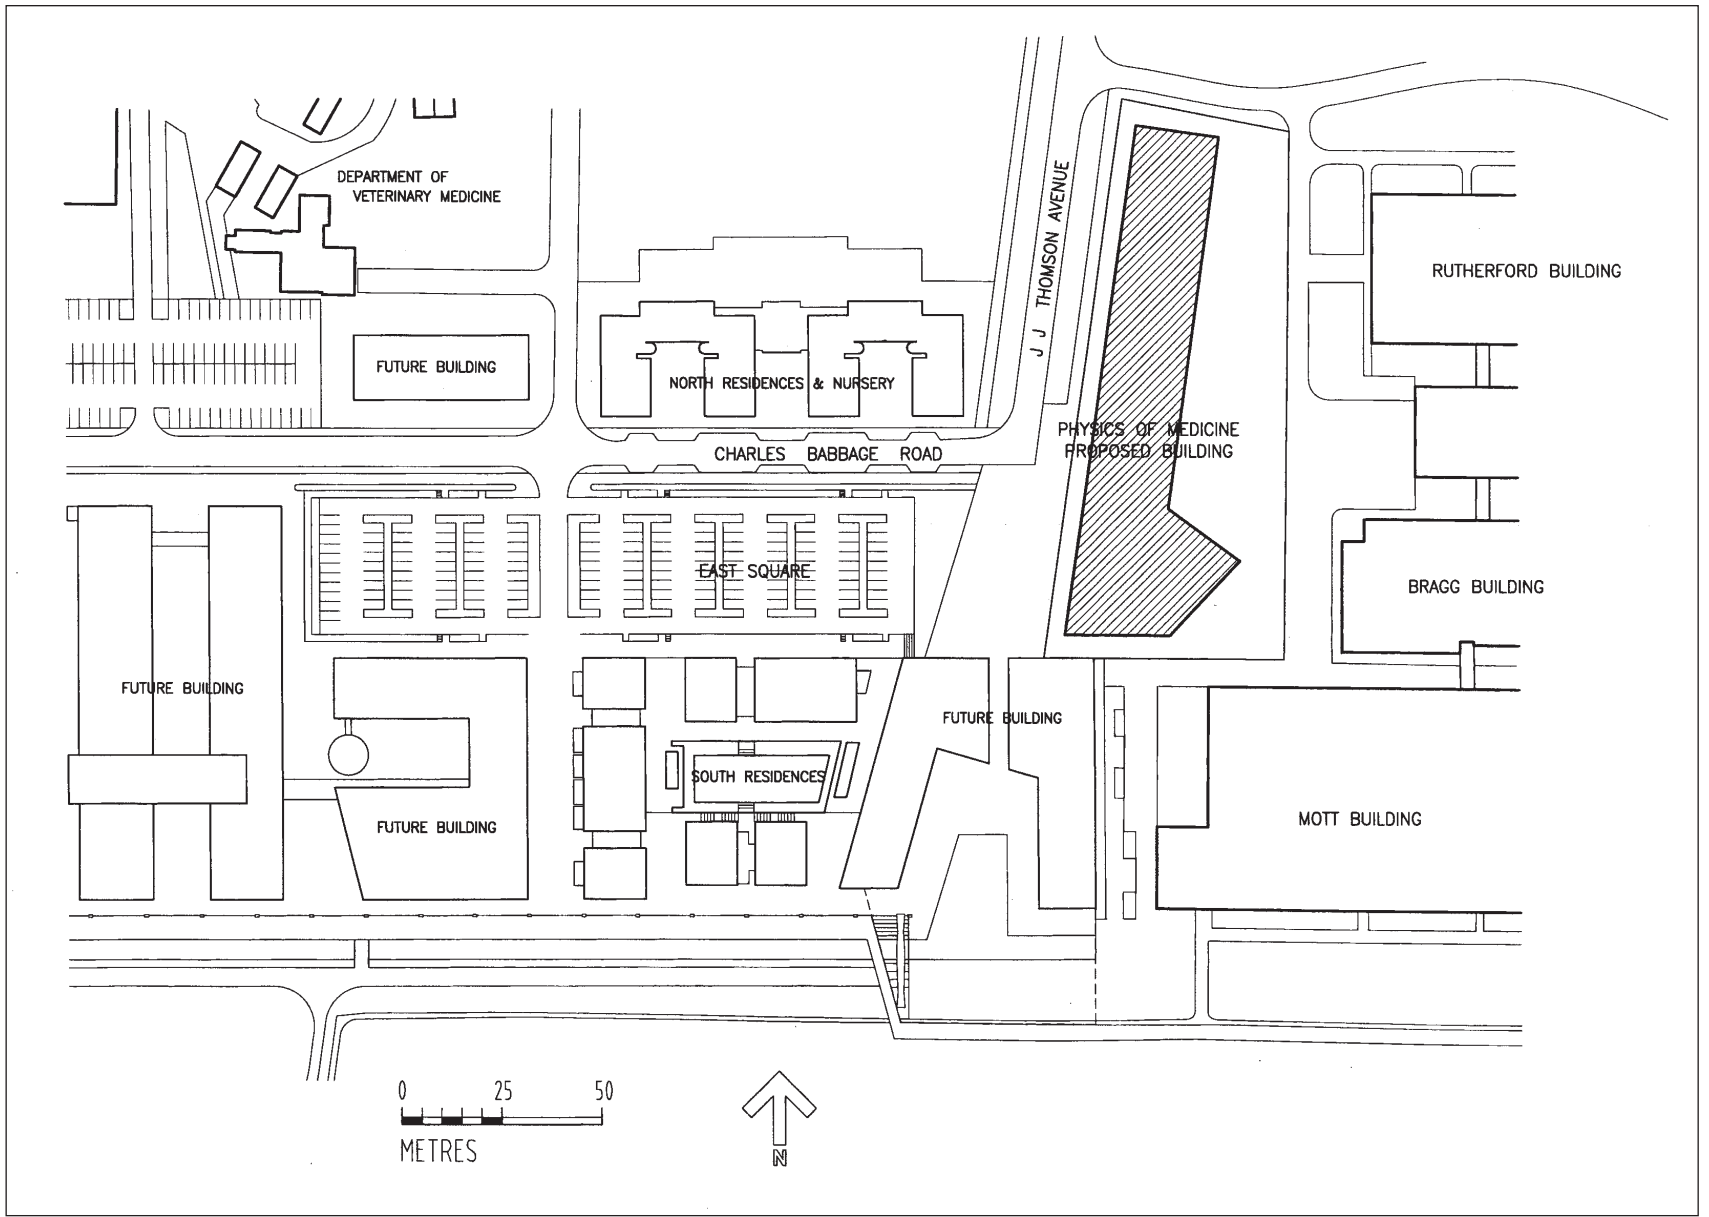 DEPARTMENT OF
VETERINARY MEDICINE
J J THOMSON AVENUE
RUTHERFORD BUILDING
FUTURE BUILDING
NORTH RESIDENCES & NURSERY
PHYSICS OF MEDICINE
PROPOSED BUILDING
CHARLES BABBAGE ROAD
EAST SQUARE
BRAGG BUILDING
FUTURE BUILDING
FUTURE BUILDING
SOUTH RESIDENCES
MOTT BUILDING
FUTURE BUILDING
0 25 50
METRES
N